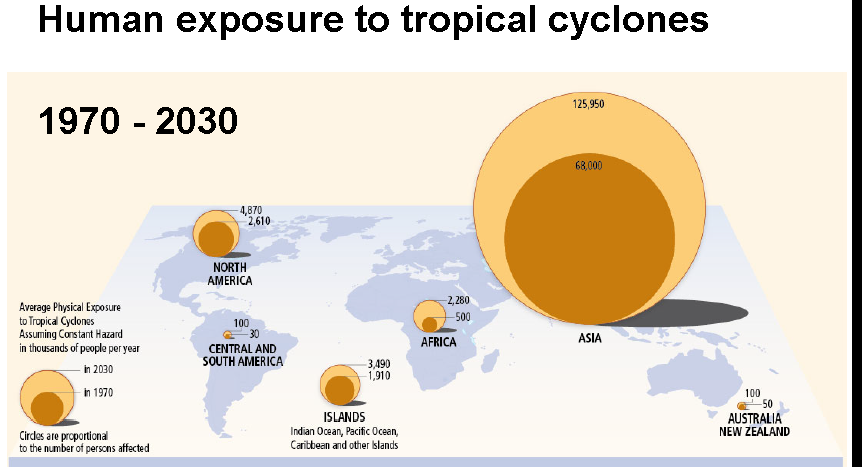 Human exposure to tropical cyclones
1970 - 2030
125,950
68,000
4,870
2,610
NORTH
AMERICA
Average Physical Exposure
to Tropical Cyclones
Assuming Constant Hazard
in thousands of people per year
in 2030
in 1970
Circles are proportional
to the number of persons affected
100
30
CENTRAL AND
SOUTH AMERICA
2,280
500
AFRICA
ASIA
3,490
1,910
ISLANDS
Indian Ocean, Pacific Ocean,
Caribbean and other Islands
100
50
AUSTRALIA
NEW ZEALAND